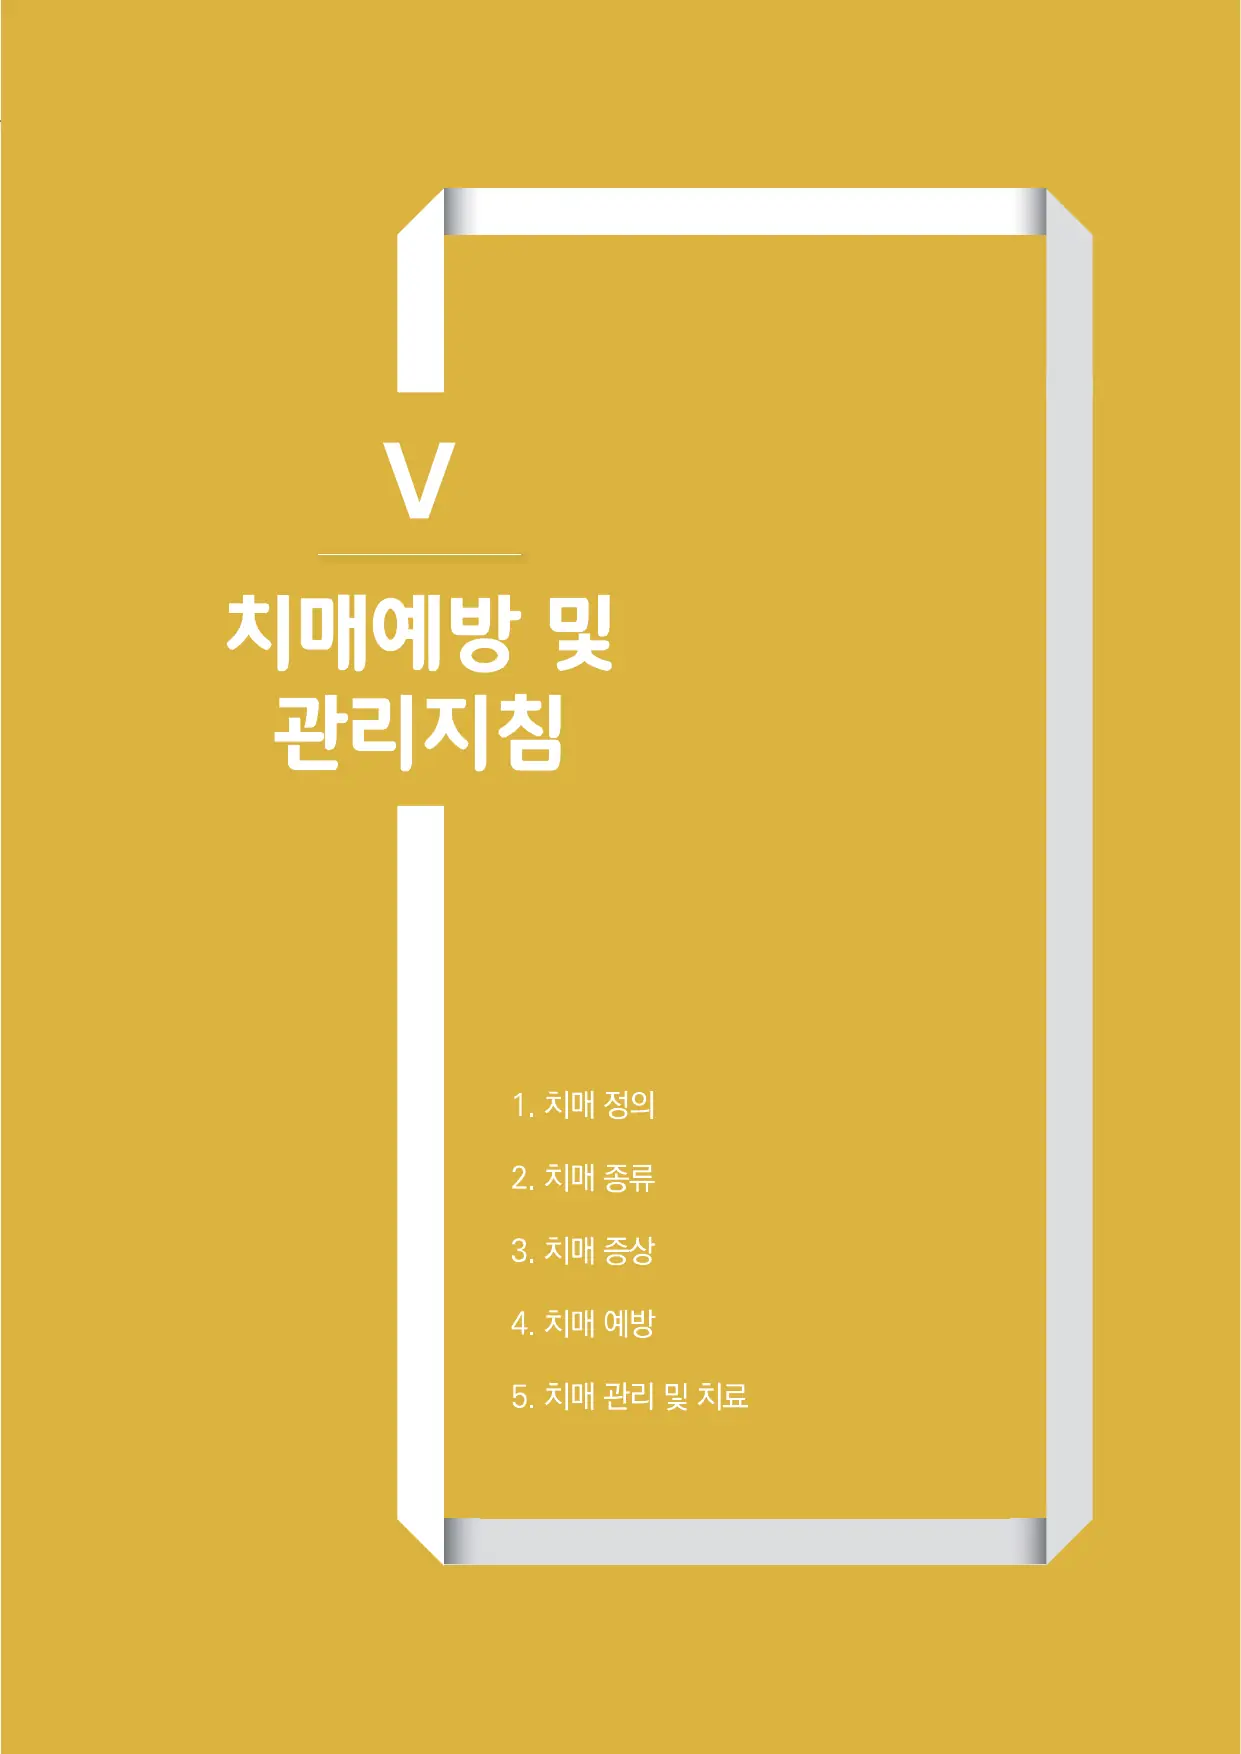 V
치매예방 및
관리지침
1. 치매 정의
2. 치매 종류
3. 치매 증상
4. 치매 예방
5. 치매 관리 및 치료